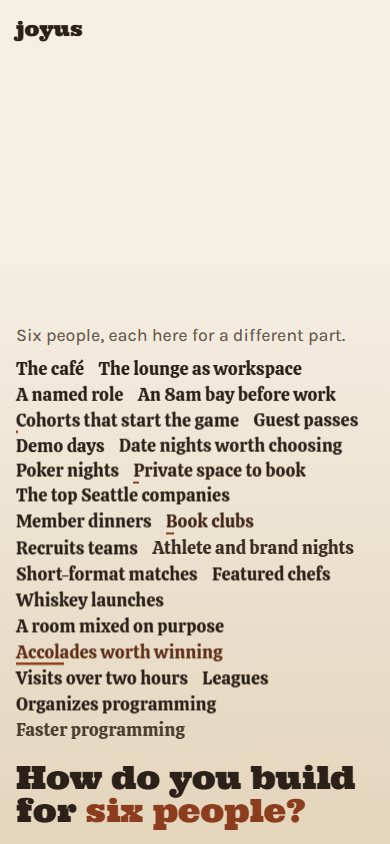 joyus
Six people, each here for a different part.
The café The lounge as workspace
A named role An 8am bay before work
Cohorts that start the game Guest passes
Demo days Date nights worth choosing
Poker nights Private space to book
The top Seattle companies
Member dinners Book clubs
Recruits teams Athlete and brand nights
Short-format matches Featured chefs
Whiskey launches
A room mixed on purpose
Accolades worth winning
Visits over two hours Leagues
Organizes programming
Faster programming
How do you build
for six people?